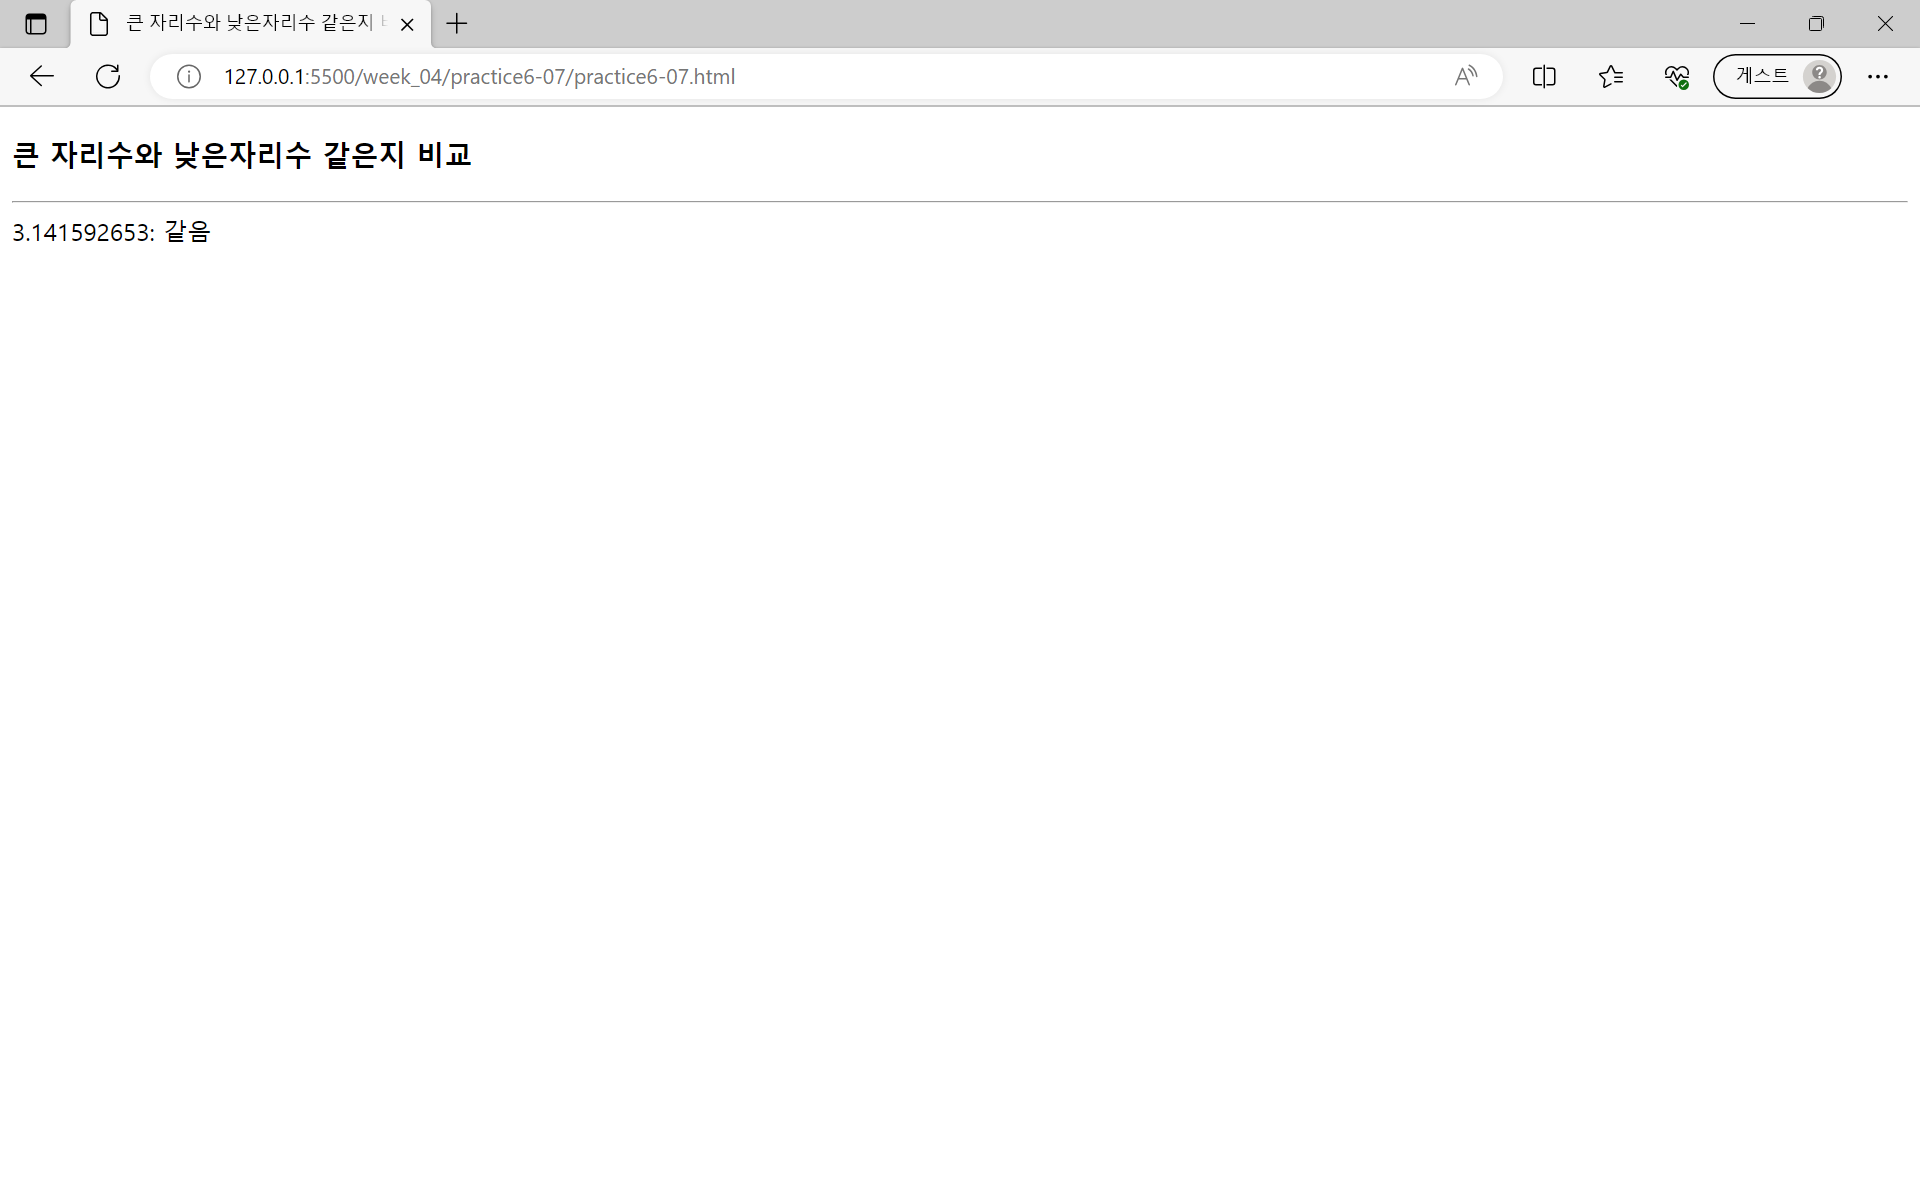 큰 자리수와 낮은자리수 같은지
127.0.0.1:5500/week_04/practice6-07/practice6-07.html
게스트
큰 자리수와 낮은자리수 같은지 비교
3.141592653: 같음